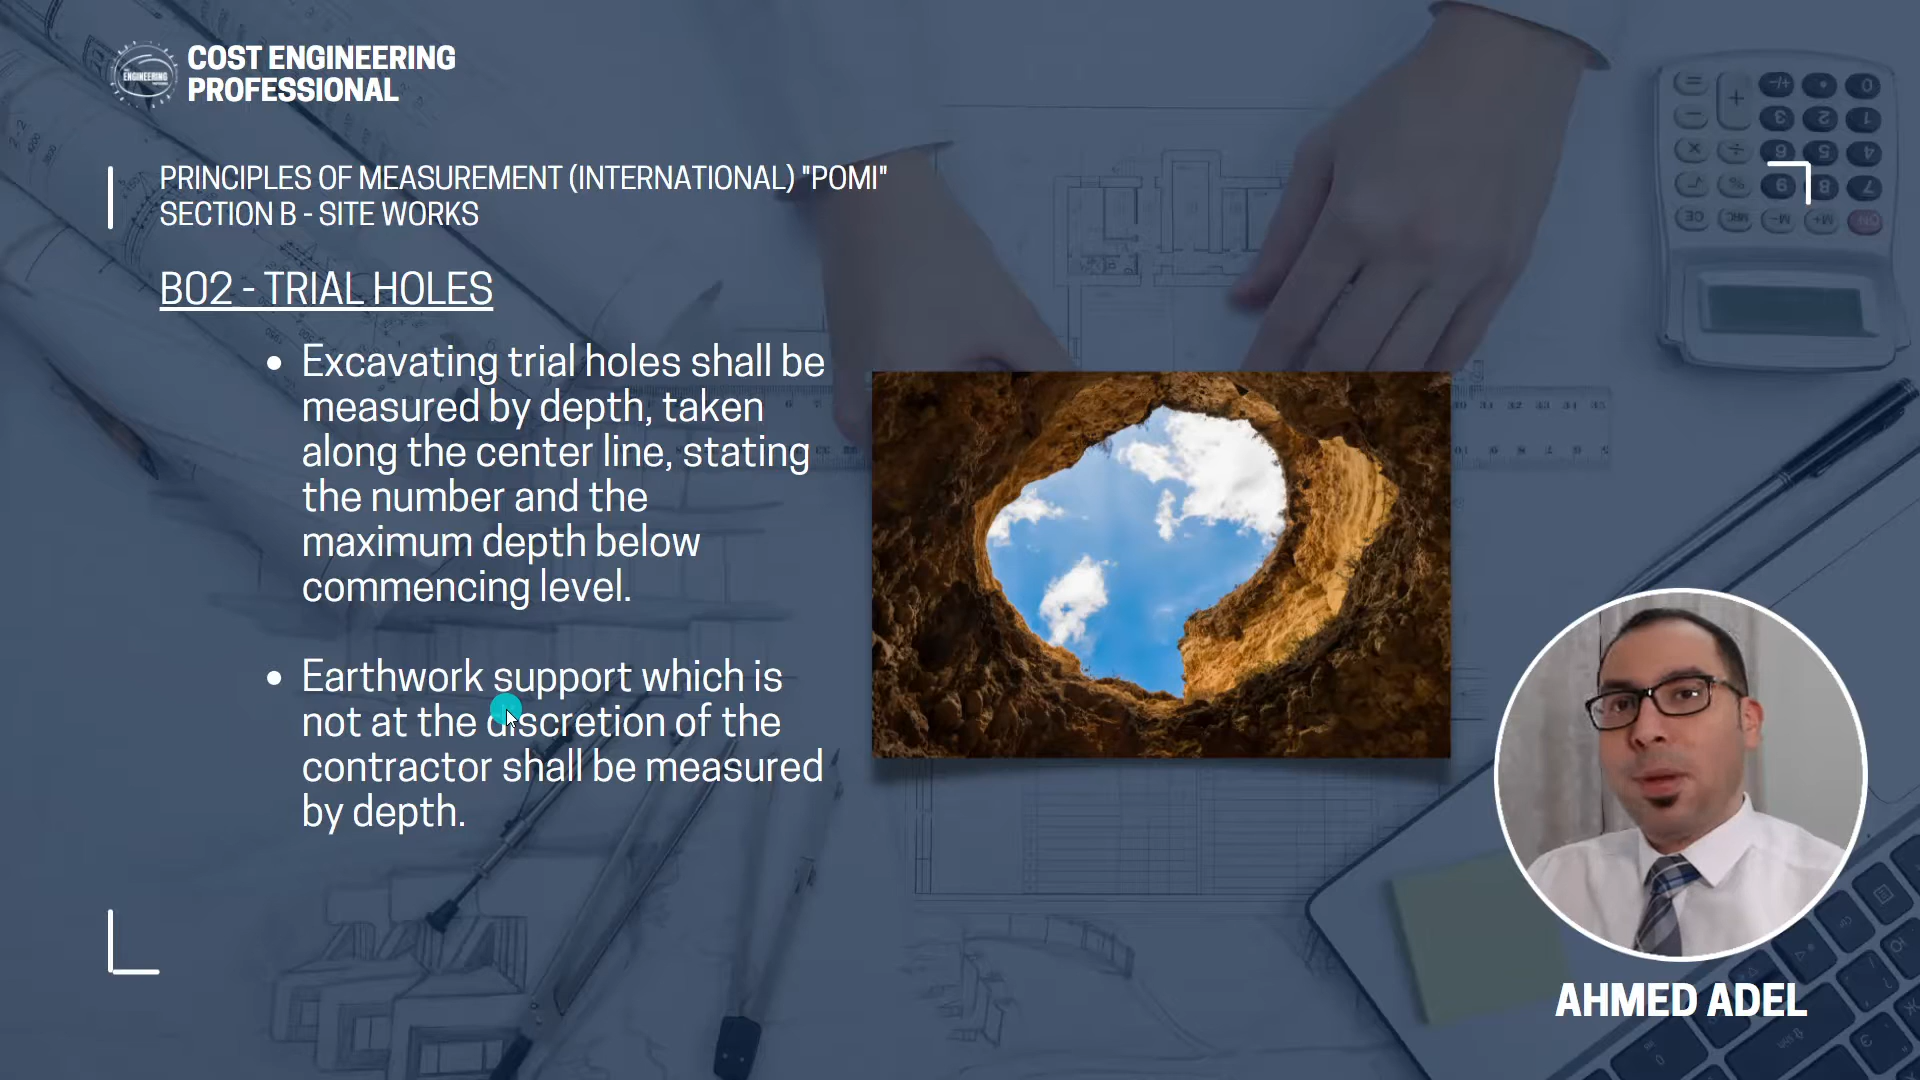 COST ENGINEERING
PROFESSIONAL
ENGINEERING
PRINCIPLES OF MEASUREMENT (INTERNATIONAL) "POMI"
SECTION B - SITE WORKS
B02 - TRIAL HOLES
• Excavating trial holes shall be
measured by depth, taken
along the center line, stating
the number and the
maximum depth below
commencing level.
• Earthwork support which is
not at the discretion of the
contractor shall be measured
by depth.
AHMED ADEL